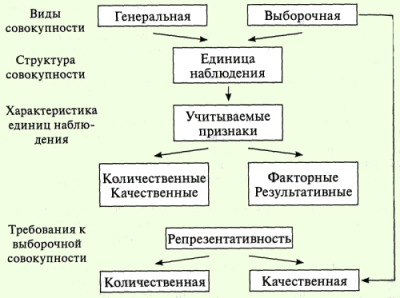 Виды
совокупности
Генеральная
Выборочная
Структура
совокупности
Единица
наблюдения
Характеристика
единиц наблю-
дения
Учитываемые
признаки
Количественные
Качественные
Факторные
Результативные
Требования к
выборочной
совокупности
Репрезентативность
Количественная
Качественная